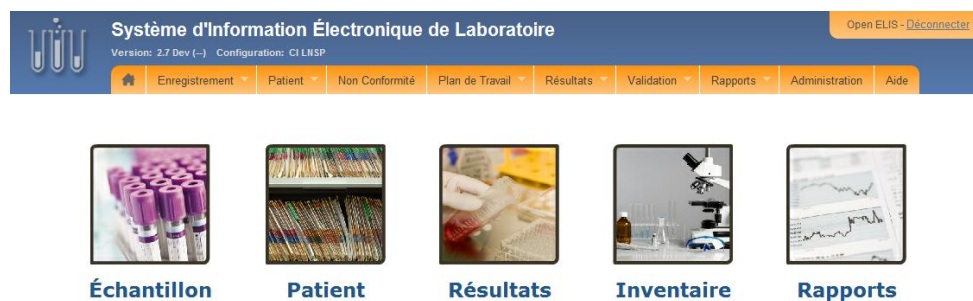 Système d'Information Électronique de Laboratoire
Open ELIS - Déconnecter
Version: 2.7 Dev (--) Configuration: CI LNSP
Enregistrement Patient Non Conformité Plan de Travail Résultats Validation Rapports Administration Aide
Échantillon Patient Résultats Inventaire Rapports